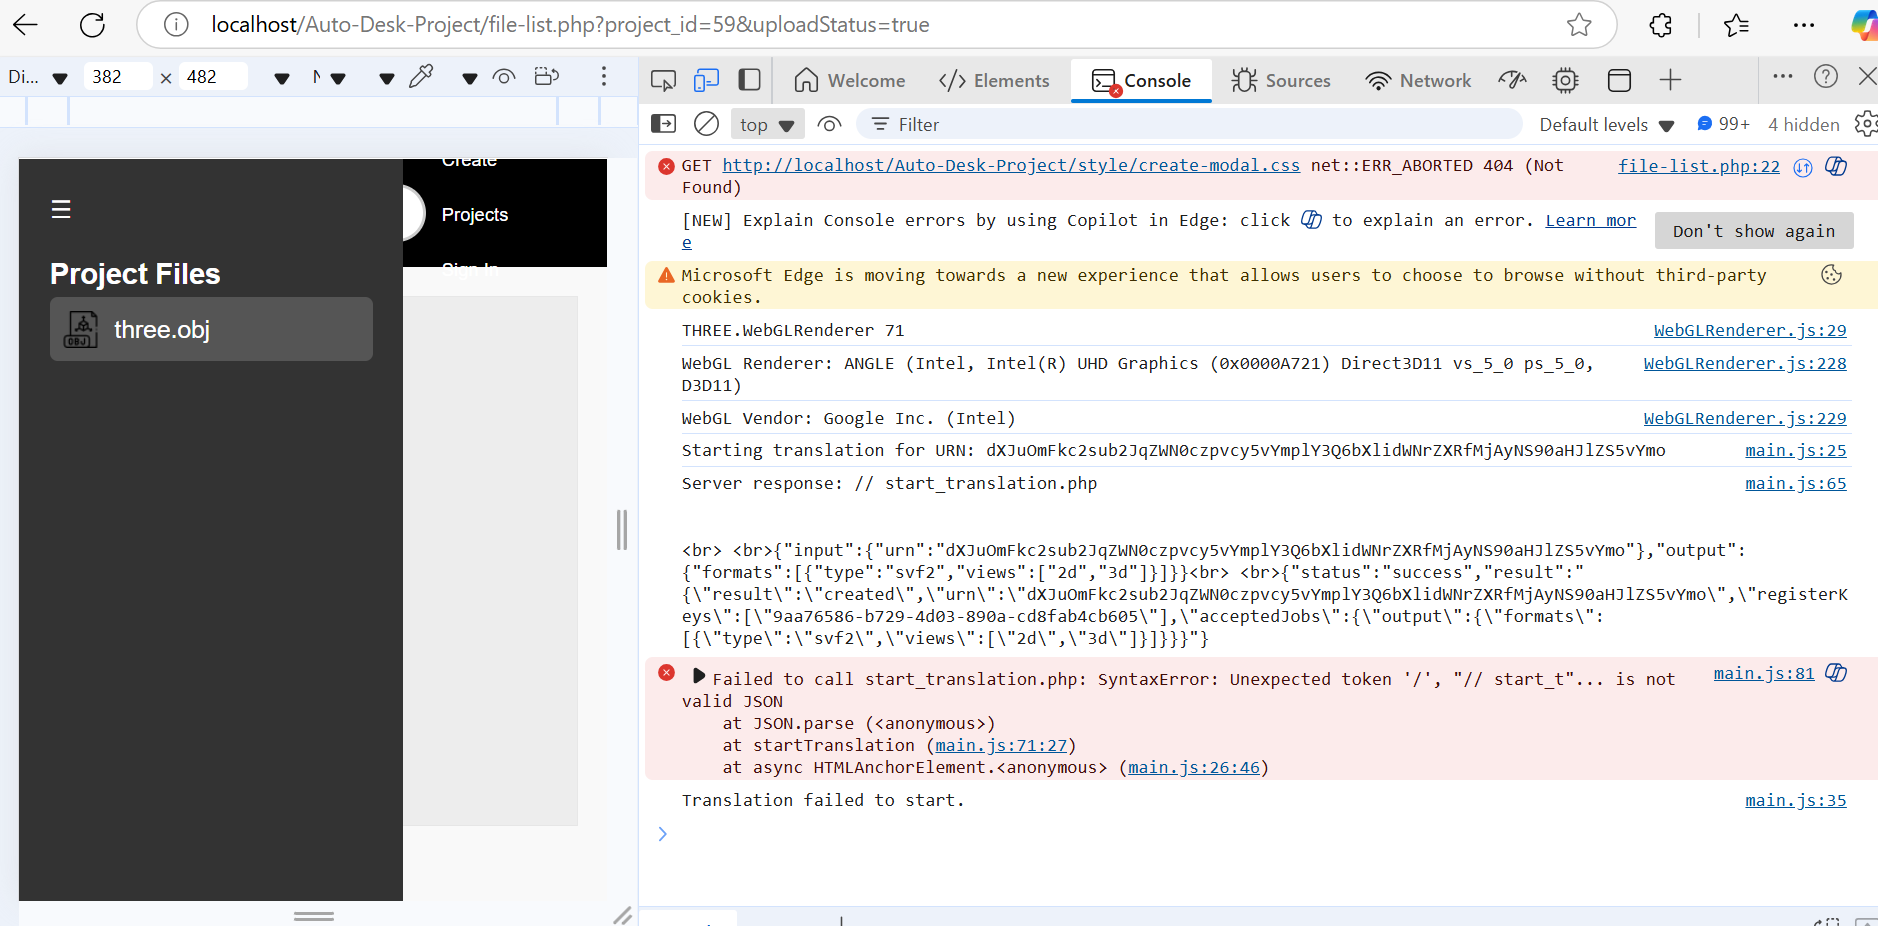 localhost/Auto-Desk-Project/file-list.php?project_id=59&uploadStatus=true
Di... 382 × 482
Welcome
Elements
Console
Sources
Network
top
Filter
Default levels
99+
4 hidden
Create
Projects
Sign In
Project Files
three.obj
OBJ
GET http://localhost/Auto-Desk-Project/style/create-modal.css net::ERR_ABORTED 404 (Not file-list.php:22
Found)
[NEW] Explain Console errors by using Copilot in Edge: click to explain an error. Learn mor
e
Don't show again
Microsoft Edge is moving towards a new experience that allows users to choose to browse without third-party
cookies.
THREE.WebGLRenderer 71 WebGLRenderer.js:29
WebGL Renderer: ANGLE (Intel, Intel(R) UHD Graphics (0x0000A721) Direct3D11 vs_5_0 ps_5_0, WebGLRenderer.js:228
D3D11)
WebGL Vendor: Google Inc. (Intel) WebGLRenderer.js:229
Starting translation for URN: dXJuOmFkc2sub2JqZWN0czpvcy5vYmplY3Q6bXlidWNrZXRfMjAyNS90aHJlZS5vYmo main.js:25
Server response: // start_translation.php main.js:65
<br> <br>{"input":{"urn":"dXJuOmFkc2sub2JqZWN0czpvcy5vYmplY3Q6bXlidWNrZXRfMjAyNS90aHJlZS5vYmo"},"output":
{"formats":[{"type":"svf2","views":["2d","3d"]}]}}<br> <br>{"status":"success","result":"
{\"result\":\"created\",\"urn\":\"dXJuOmFkc2sub2JqZWN0czpvcy5vYmplY3Q6bXlidWNrZXRfMjAyNS90aHJlZS5vYmo\",\"registerK
eys\":[\"9aa76586-b729-4d03-890a-cd8fab4cb605\"],\"acceptedJobs\":{\"output\":{\"formats\":
[{\"type\":\"svf2\",\"views\":[\"2d\",\"3d\"]}]}}}"}
Failed to call start_translation.php: SyntaxError: Unexpected token '/', "// start_t"... is not main.js:81
valid JSON
at JSON.parse (<anonymous>)
at startTranslation (main.js:71:27)
at async HTMLAnchorElement.<anonymous> (main.js:26:46)
Translation failed to start. main.js:35